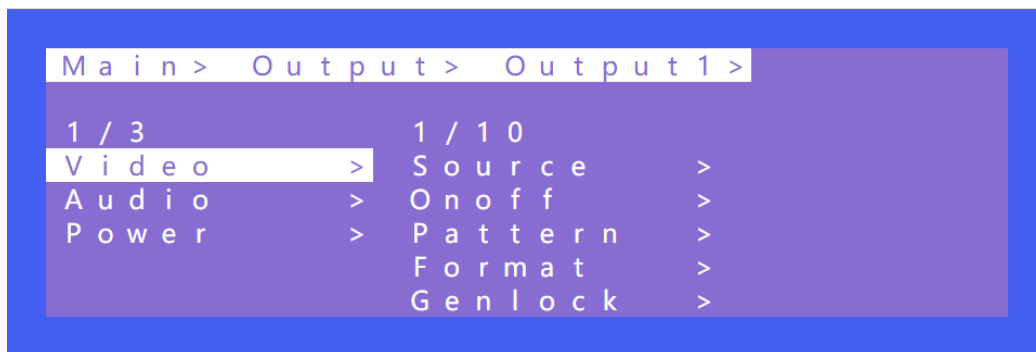 Main> Output> Output1>
1/3 1/10
Video > Source >
Audio > Onoff >
Power > Pattern >
Format >
Genlock >